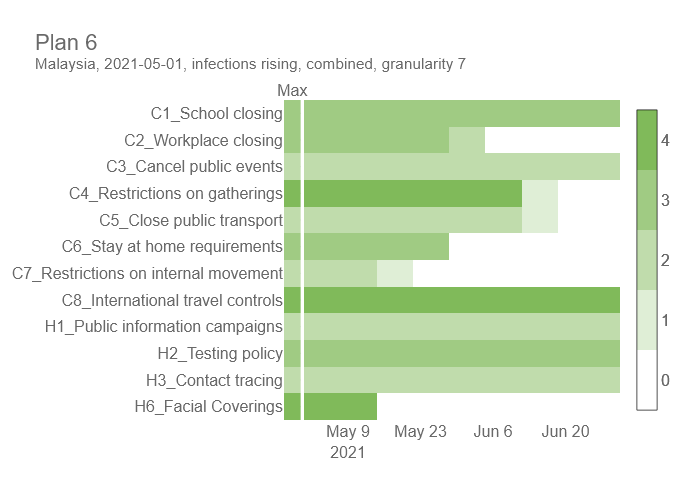 Plan 6
Malaysia, 2021-05-01, infections rising, combined, granularity 7
Max
C1_School closing
C2_Workplace closing
C3_Cancel public events
C4_Restrictions on gatherings
C5_Close public transport
C6_Stay at home requirements
C7_Restrictions on internal movement
C8_International travel controls
H1_Public information campaigns
H2_Testing policy
H3_Contact tracing
H6_Facial Coverings
May 9
2021
May 23
Jun 6
Jun 20
4
3
2
1
0